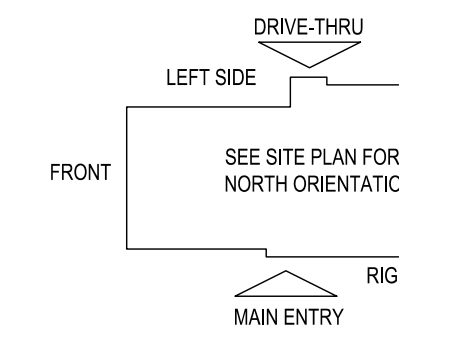 DRIVE-THRU
LEFT SIDE
FRONT
SEE SITE PLAN FOR
NORTH ORIENTATIC
RIG
MAIN ENTRY